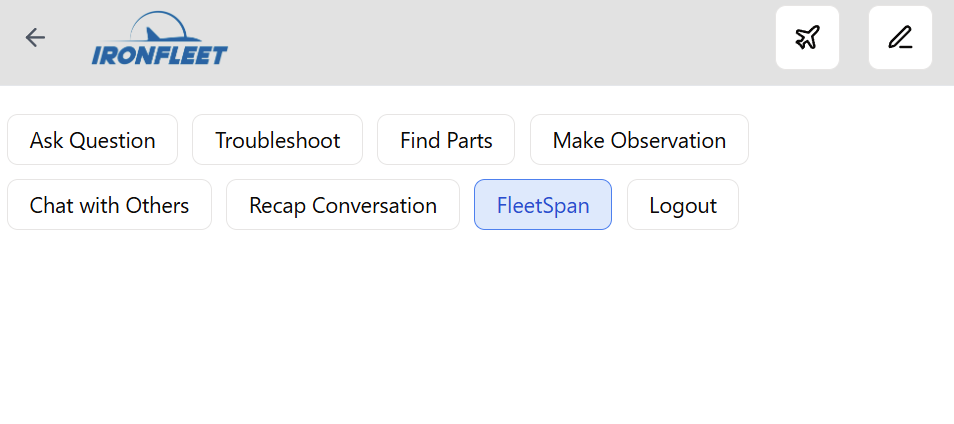 IRONFLEET
Ask Question Troubleshoot Find Parts Make Observation
Chat with Others Recap Conversation FleetSpan Logout